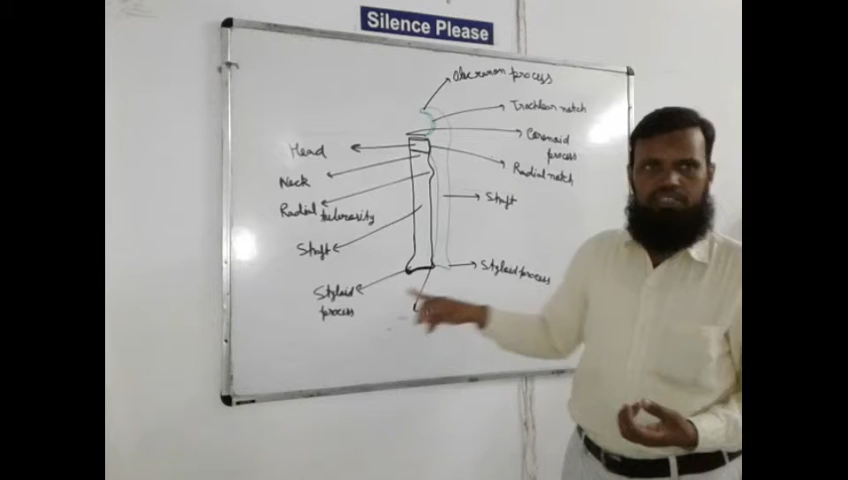 Silence Please
Olecranon process
Trochlear notch
Coronoid
process
Head
Radial notch
Neck
Shaft
Radial tuberosity
Shaft
Styloid process
Styloid
process